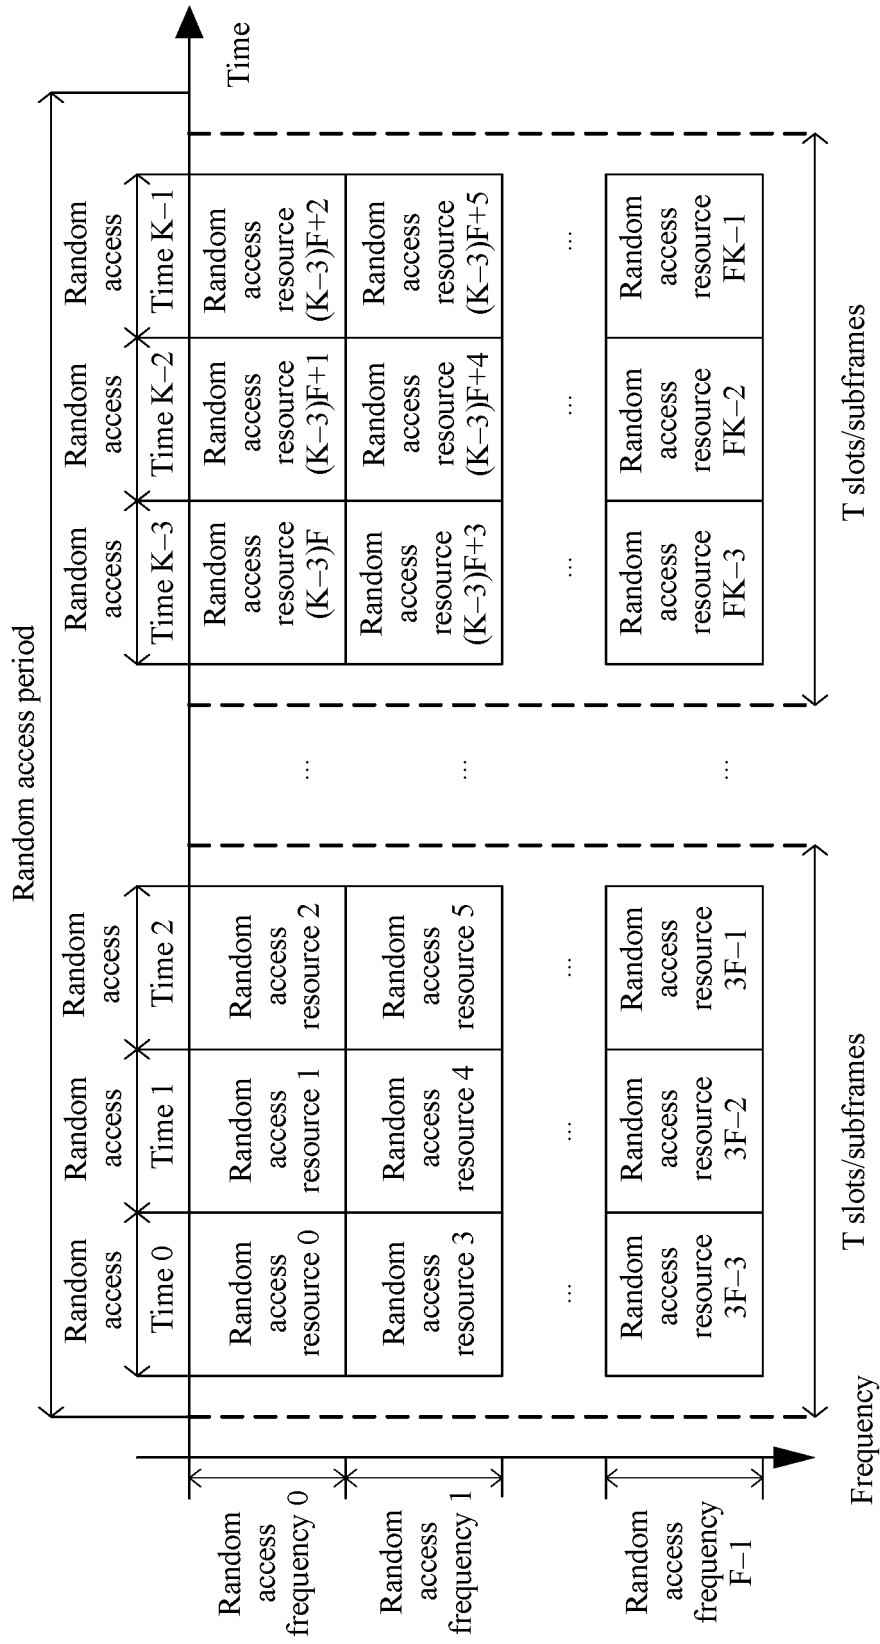 Random access period
Random
access
Time 0
Random
access
Time 1
Random
access
Time 2
Random
access
Time K–3
Random
access
Time K–2
Random
access
Time K–1
Time
Random
access
frequency 0
Random
access
resource 0
Random
access
resource 1
Random
access
resource 2
...
Random
access
resource
(K–3)F
Random
access
resource
(K–3)F+1
Random
access
resource
(K–3)F+2
Random
access
frequency 1
Random
access
resource 3
Random
access
resource 4
Random
access
resource 5
...
Random
access
resource
(K–3)F+3
Random
access
resource
(K–3)F+4
Random
access
resource
(K–3)F+5
...
...
...
...
...
...
Random
access
frequency
F–1
Random
access
resource
3F–3
Random
access
resource
3F–2
Random
access
resource
3F–1
...
Random
access
resource
FK–3
Random
access
resource
FK–2
Random
access
resource
FK–1
Frequency
T slots/subframes
T slots/subframes